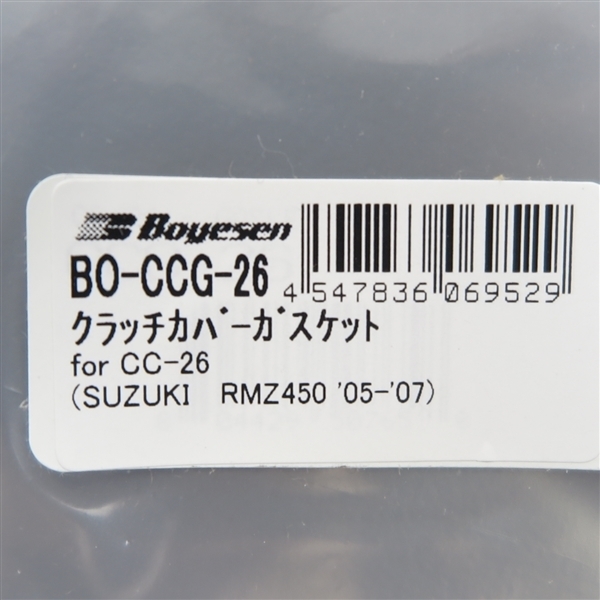 Boyesen
BO-CCG-26
4 547836 069529
クラッチカバーガスケット
for CC-26
(SUZUKI RMZ450 '05-'07)